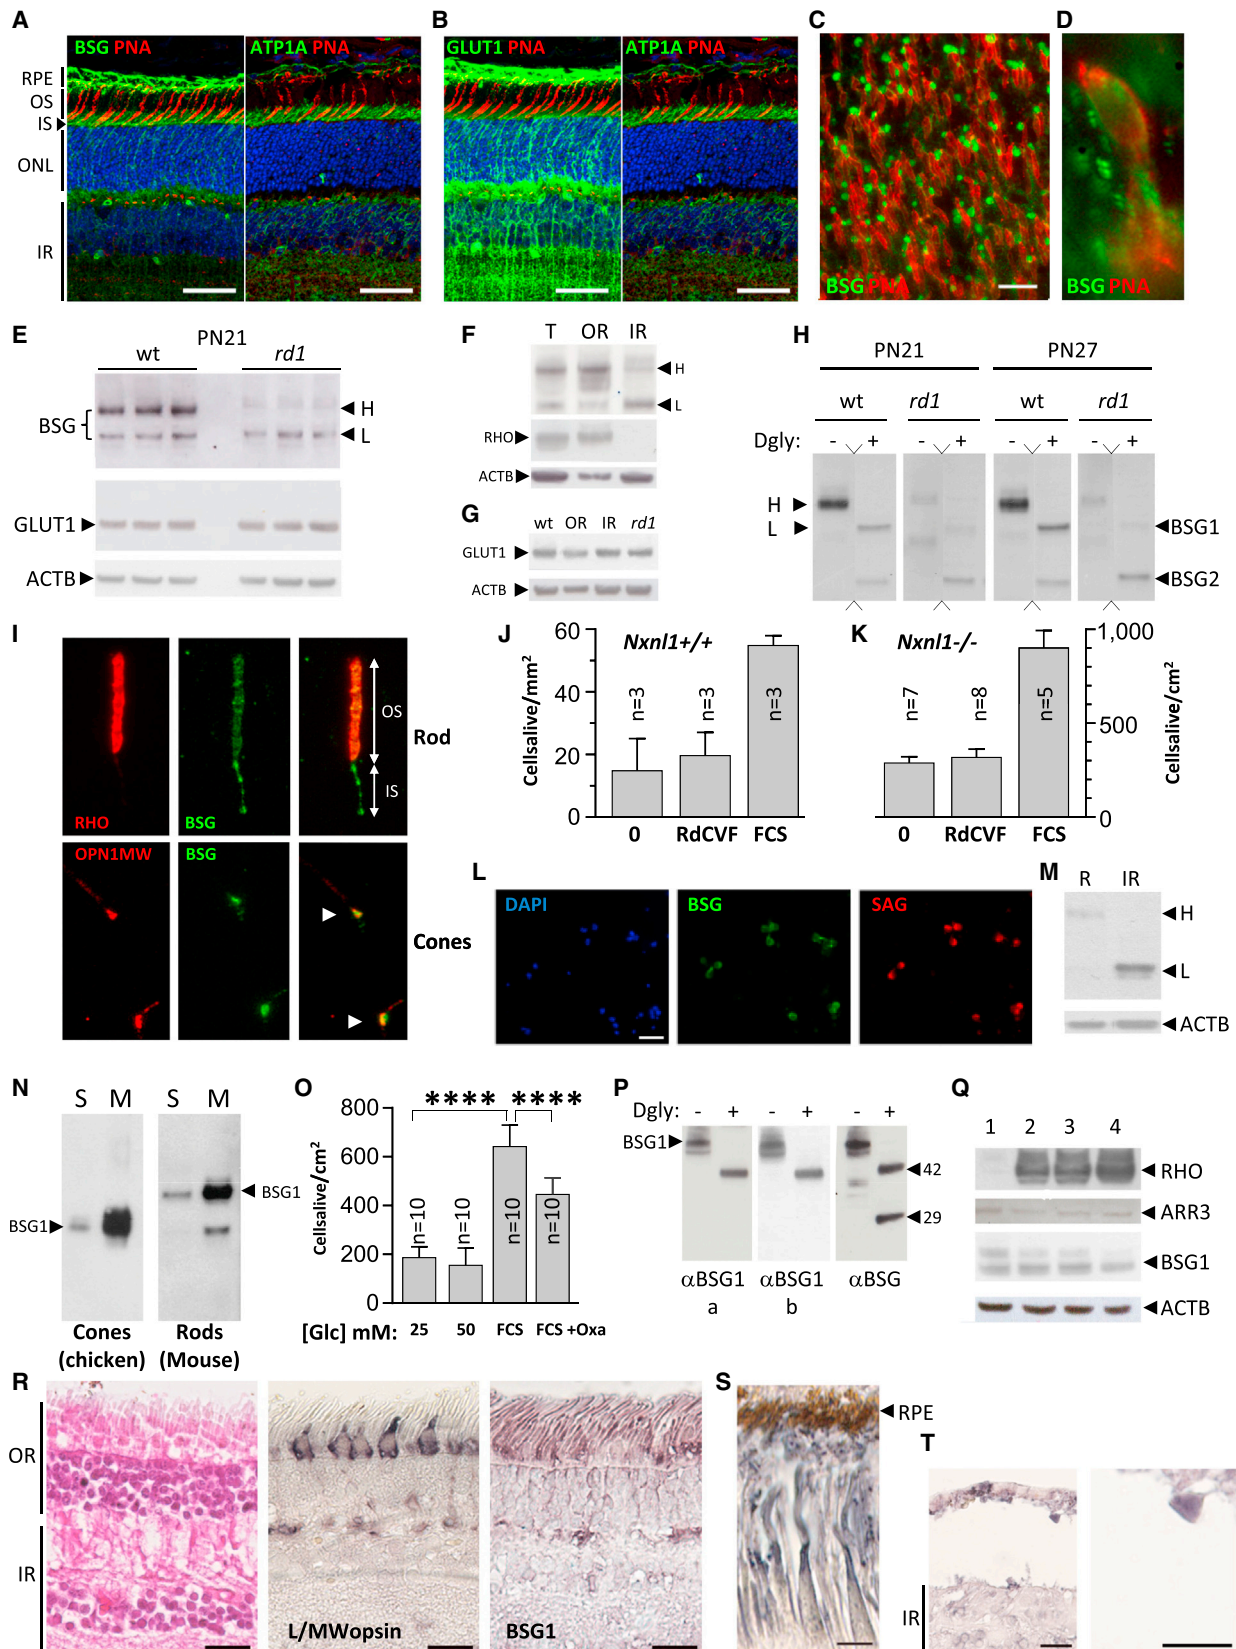 A
B
C
D
BSG PNA
ATP1A PNA
GLUT1 PNA
ATP1A PNA
RPE
OS
IS
ONL
IR
BSG PNA
BSG PNA
E
PN21
wt
rd1
BSG
H
L
GLUT1
ACTB
F
T OR IR
H
L
RHO
ACTB
G
wt OR IR rd1
GLUT1
ACTB
H
PN21
PN27
wt
rd1
wt
rd1
Dgly: - + - + - + - +
H
L
BSG1
BSG2
I
OS
IS
Rod
RHO
BSG
OPN1MW
BSG
Cones
J
Nxnl1+/+
Cellsalive/mm2
60
40
20
0
n=3
n=3
n=3
0 RdCVF FCS
K
Nxnl1-/-
1,000
500
0
Cellsalive/cm2
n=7
n=8
n=5
0 RdCVF FCS
L
DAPI
BSG
SAG
M
R IR
H
L
ACTB
N
S M S M
BSG1
BSG1
Cones
(chicken)
Rods
(Mouse)
O
Cellsalive/cm2
800
600
400
200
0
****
****
n=10
n=10
n=10
n=10
[Glc] mM: 25 50 FCS FCS +Oxa
P
Dgly: - + - + - +
BSG1
42
29
αBSG1
a
αBSG1
b
αBSG
Q
1 2 3 4
RHO
ARR3
BSG1
ACTB
R
OR
IR
L/MWopsin
BSG1
S
RPE
T
IR